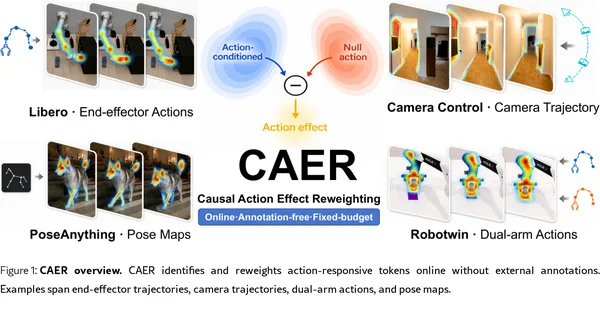 Action-conditioned
Null action
Action effect
Libero · End-effector Actions
Camera Control · Camera Trajectory
CAER
Causal Action Effect Reweighting
Online·Annotation-free·Fixed-budget
PoseAnything · Pose Maps
Robotwin · Dual-arm Actions
Figure 1: CAER overview. CAER identifies and reweights action-responsive tokens online without external annotations.
Examples span end-effector trajectories, camera trajectories, dual-arm actions, and pose maps.